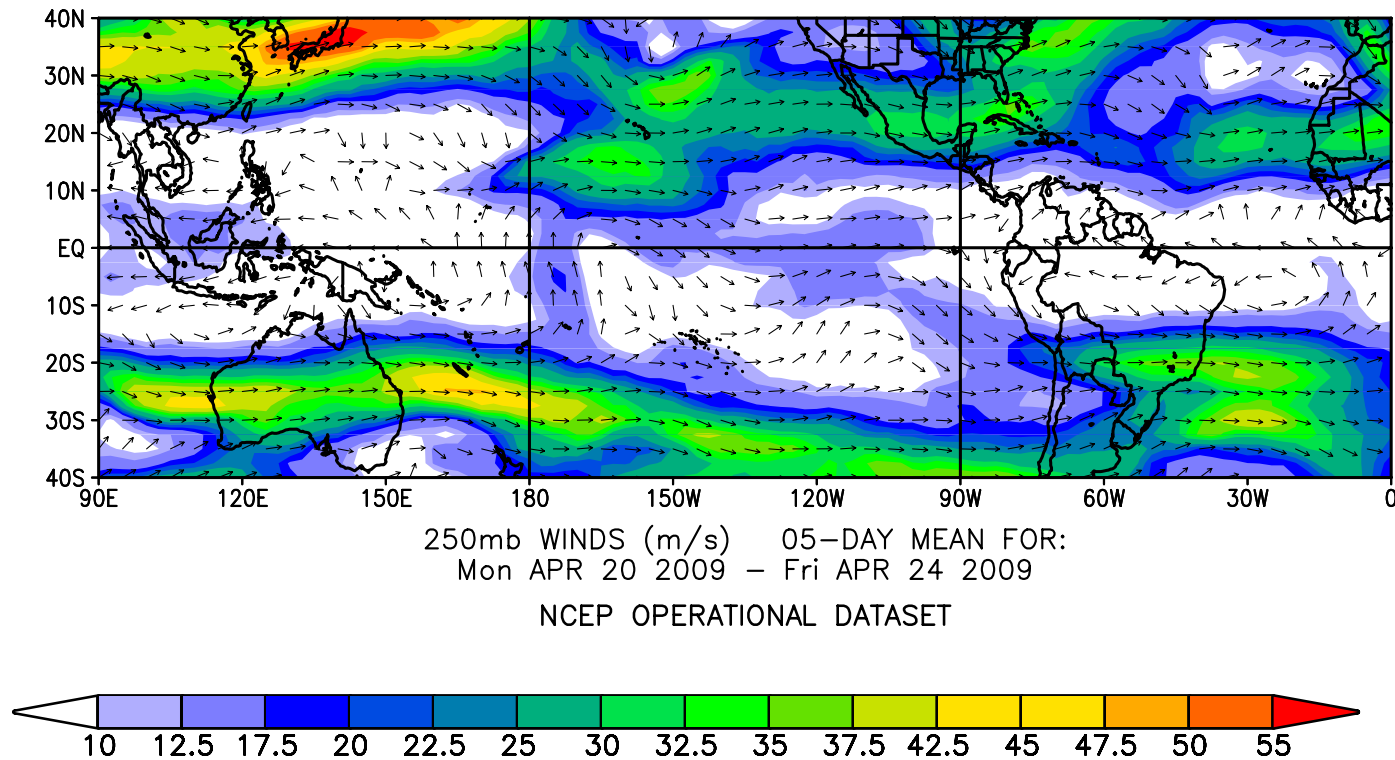 40N
30N
20N
10N
EQ
10S
20S
30S
40S
90E 120E 150E 180 150W 120W 90W 60W 30W 0
250mb WINDS (m/s) 05-DAY MEAN FOR:
Mon APR 20 2009 - Fri APR 24 2009
NCEP OPERATIONAL DATASET
10 12.5 17.5 20 22.5 25 30 32.5 35 37.5 42.5 45 47.5 50 55